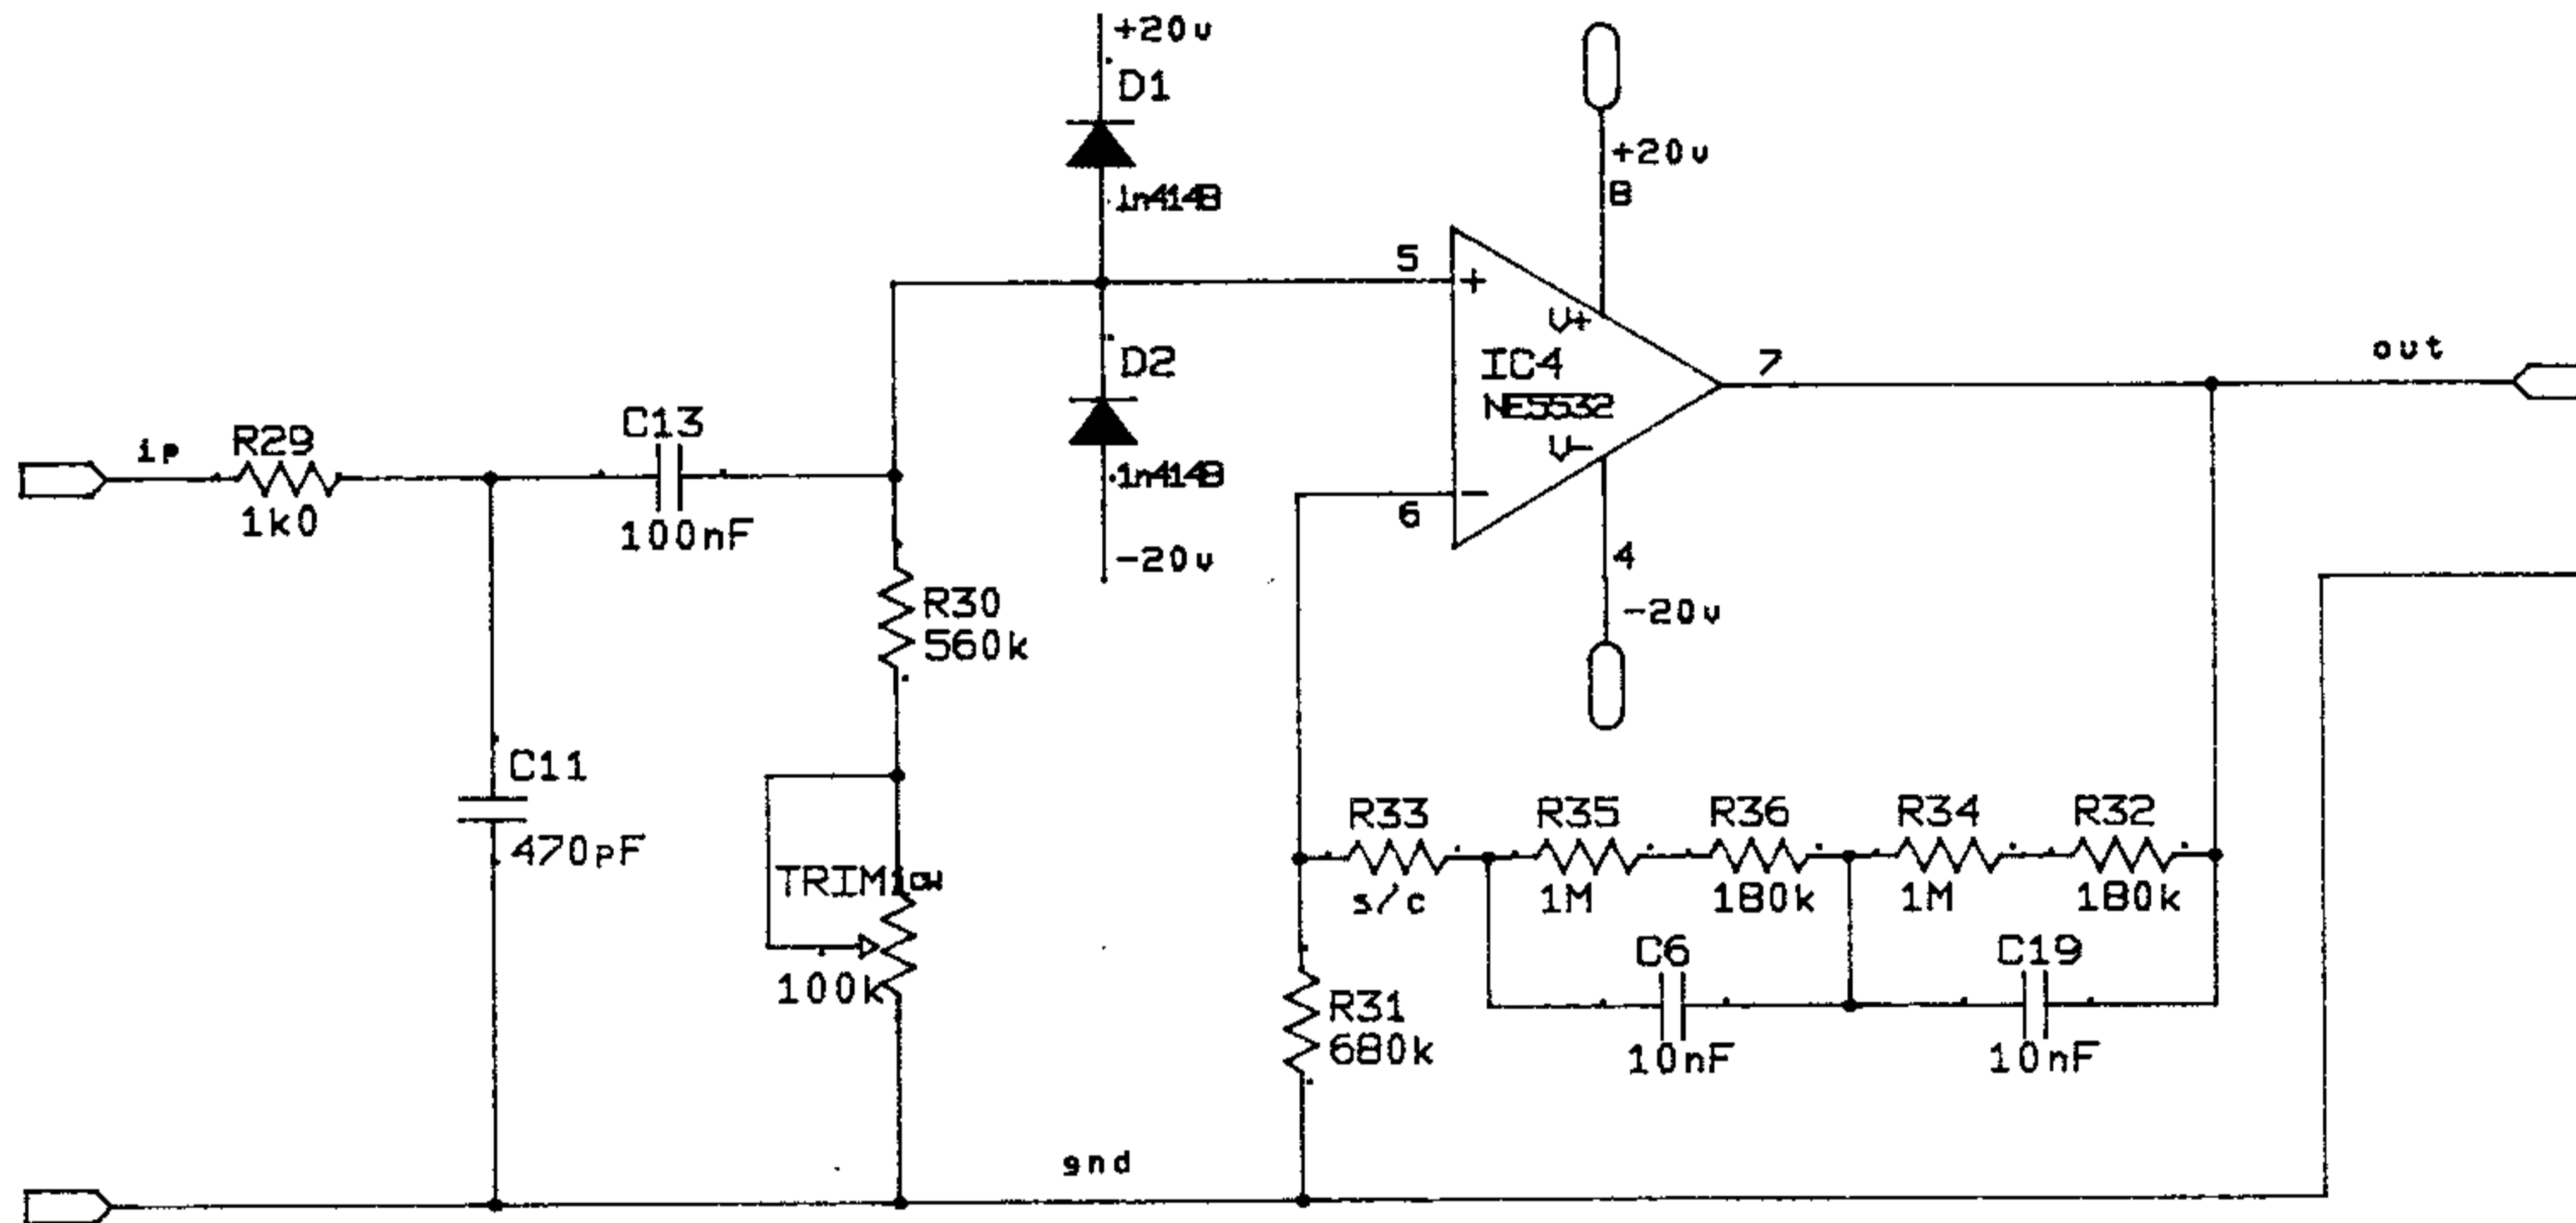 +20v
D1
1n4148
+20v
8
5
+
V+
IC4
NE5532
V-
7
out
D2
1n4148
-20v
ip
R29
1k0
C13
100nF
6
-
4
-20v
R30
560k
C11
470pF
TRIM1cw
100k
R33
s/c
R35
1M
R36
180k
R34
1M
R32
180k
C6
10nF
C19
10nF
R31
680k
gnd